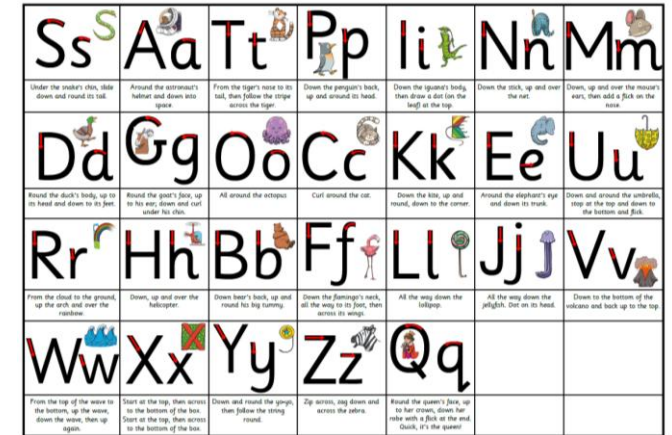 Ss Aa Tt Pp Ii Nn Mm
Under the snake's chin, slide
down and round its tail.
Around the astronaut's
helmet and down into
space.
From the tiger's nose to its
tail, then follow the stripe
across the tiger.
Down the penguin's back,
up and around its head.
Down the iguana's body,
then draw a dot (on the
leaf) at the top.
Down the stick, up and over
the net.
Down, up and over the mouse's
ears, then add a flick on the
nose.
Dd Gg Oo Cc Kk Ee Uu
Round the duck's body, up to
its head and down to its feet.
Round the goat's face, up
to his ear, down and curl
under his chin.
All around the octopus
Curl around the cat.
Down the kite, up and
round, down to the corner.
Around the elephant's eye
and down its trunk.
Down and around the umbrella,
stop at the top and down to
the bottom and flick.
Rr Hh Bb Ff Ll Jj Vv
From the cloud to the ground,
up the arch and over the
rainbow.
Down, up and over the
helicopter.
Down bear's back, up and
round his big tummy.
Down the flamingo's neck,
all the way to its foot, then
across its wings.
All the way down the
lollipop.
All the way down the
jellyfish. Dot on its head.
Down to the bottom of the
volcano and back up to the top.
Ww Xx Yy Zz Qq
From the top of the wave to
the bottom, up the wave,
down the wave, then up
again.
Start at the top, then across
to the bottom of the box.
Start at the top, then across
to the bottom of the box.
Down and round the yo-yo,
then follow the string
round.
Zip across, zag down and
across the zebra.
Round the queen's face, up
to her crown, down her
robe with a flick at the end.
Quick, it's the queen!